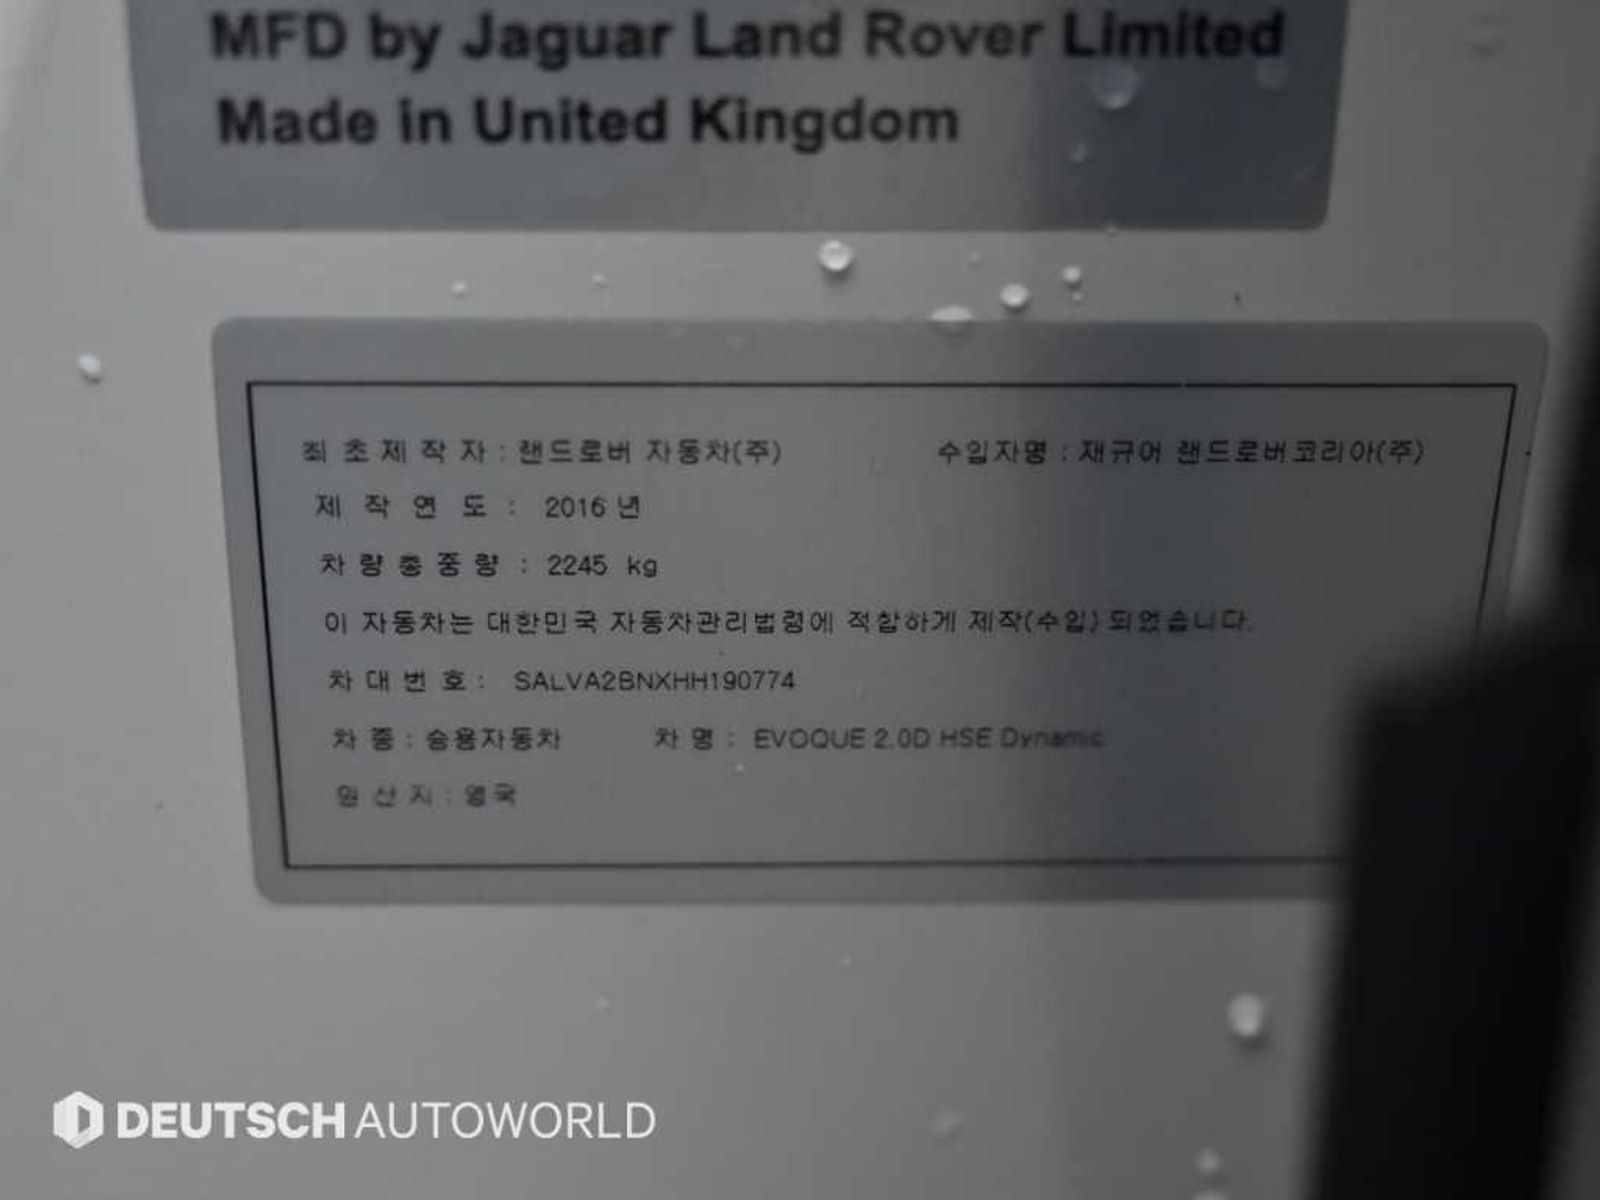 MFD by Jaguar Land Rover Limited
Made in United Kingdom
최 초 제 작 자 : 랜드로버 자동차(주) 수입자명 : 재규어 랜드로버코리아(주)
제 작 연 도 : 2016 년
차 량 총 중 량 : 2245 kg
이 자동차는 대한민국 자동차관리법령에 적합하게 제작(수입) 되었습니다.
차 대 번 호 : SALVA2BNXHH190774
차 종 : 승용자동차 차 명 : EVOQUE 2.0D HSE Dynamic
원 산 지 : 영국
DEUTSCH AUTOWORLD